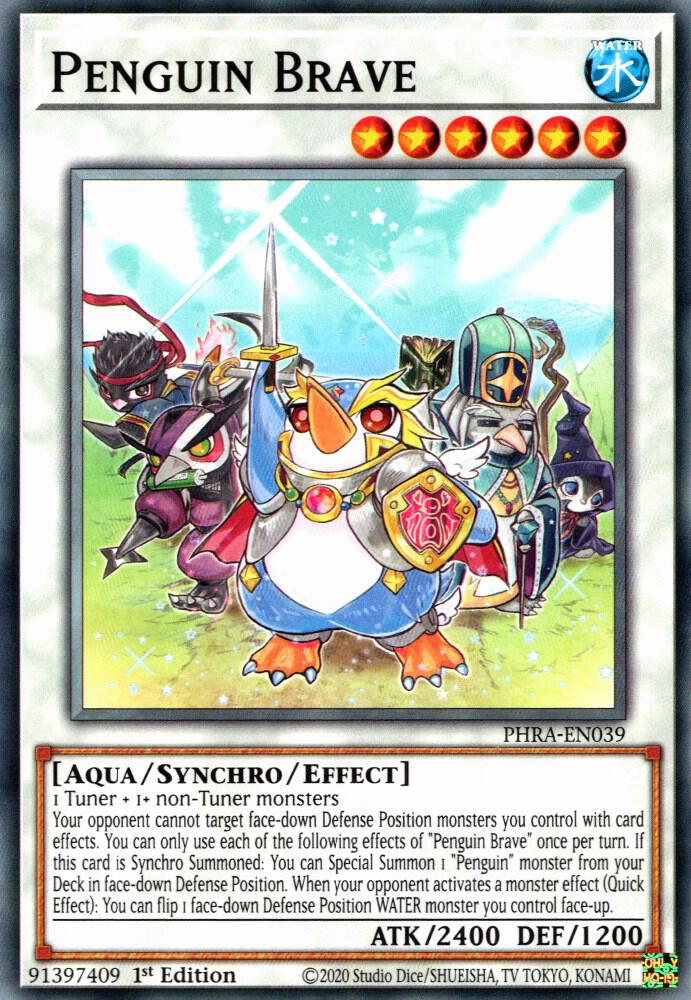 PENGUIN BRAVE
WATER
水
PHRA-EN039
[AQUA/SYNCHRO/EFFECT]
1 Tuner + 1+ non-Tuner monsters
Your opponent cannot target face-down Defense Position monsters you control with card
effects. You can only use each of the following effects of "Penguin Brave" once per turn. If
this card is Synchro Summoned: You can Special Summon 1 "Penguin" monster from your
Deck in face-down Defense Position. When your opponent activates a monster effect (Quick
Effect): You can flip 1 face-down Defense Position WATER monster you control face-up.
ATK/2400 DEF/1200
91397409 1st Edition ©2020 Studio Dice/SHUEISHA, TV TOKYO, KONAMI